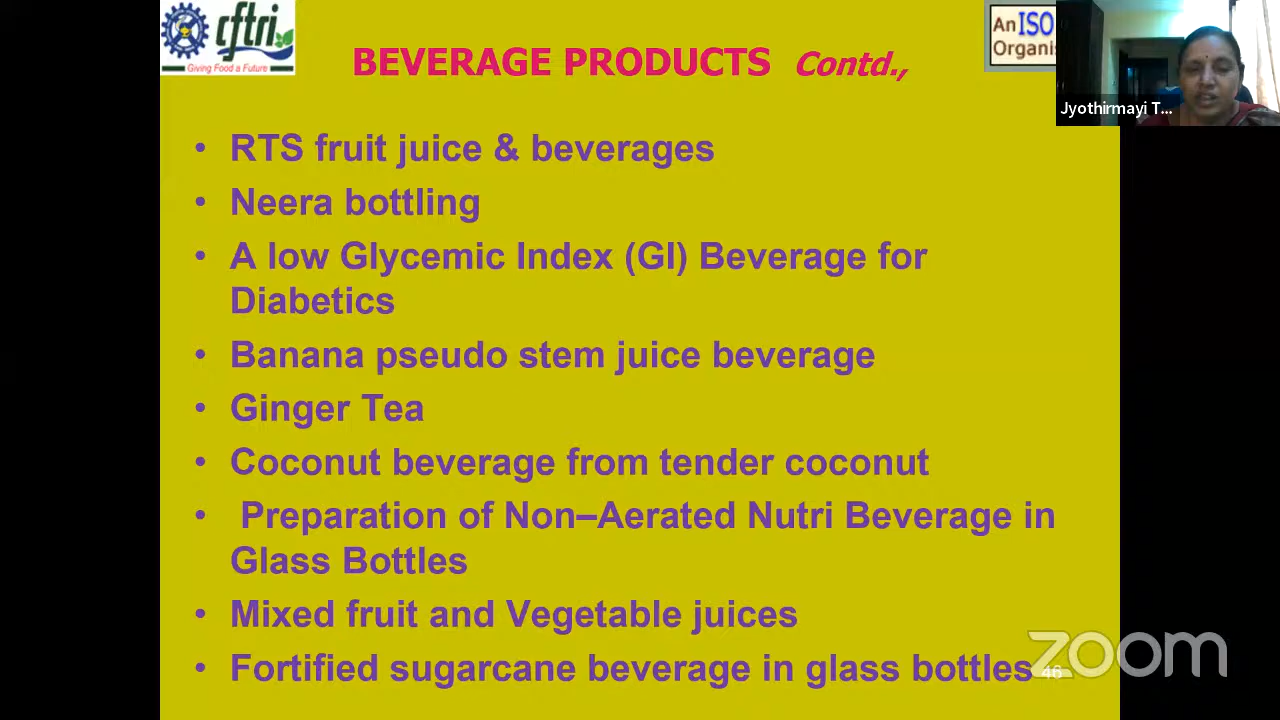 cftri
Giving Food a Future
BEVERAGE PRODUCTS Contd.,
An ISO
Organis
Jyothirmayi T...
• RTS fruit juice & beverages
• Neera bottling
• A low Glycemic Index (GI) Beverage for
Diabetics
• Banana pseudo stem juice beverage
• Ginger Tea
• Coconut beverage from tender coconut
• Preparation of Non–Aerated Nutri Beverage in
Glass Bottles
• Mixed fruit and Vegetable juices
• Fortified sugarcane beverage in glass bottles
46
zoom